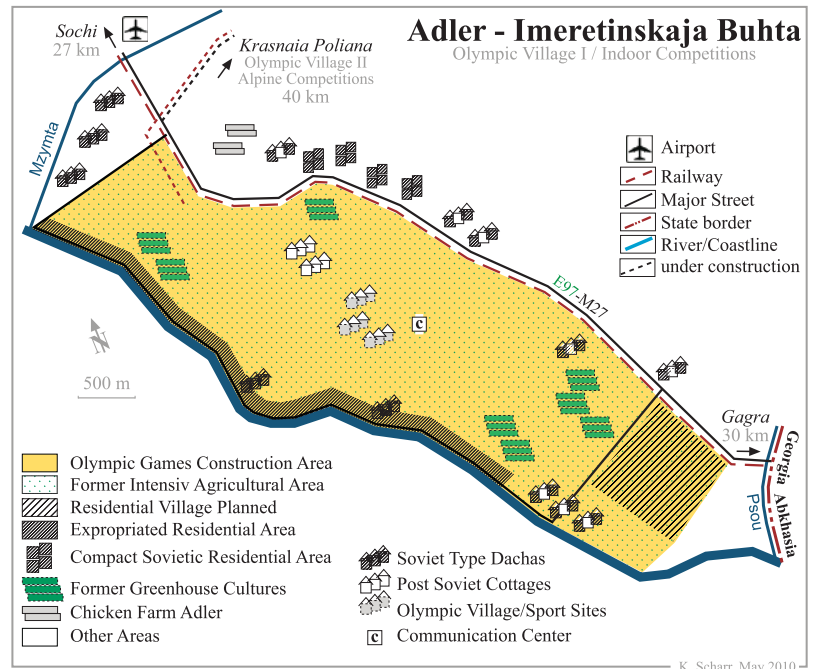 Adler - Imeretinskaja Buhta
Olympic Village I / Indoor Competitions
Sochi
27 km
Krasnaia Poliana
Olympic Village II
Alpine Competitions
40 km
Mzymta
Airport
Railway
Major Street
State border
River/Coastline
under construction
E97-M27
c
N
500 m
Gagra
30 km
Georgia
Abkhasia
Psou
Olympic Games Construction Area
Former Intensiv Agricultural Area
Residential Village Planned
Expropriated Residential Area
Compact Sovietic Residential Area
Former Greenhouse Cultures
Chicken Farm Adler
Other Areas
Soviet Type Dachas
Post Soviet Cottages
Olympic Village/Sport Sites
c Communication Center
K. Scharr, May 2010